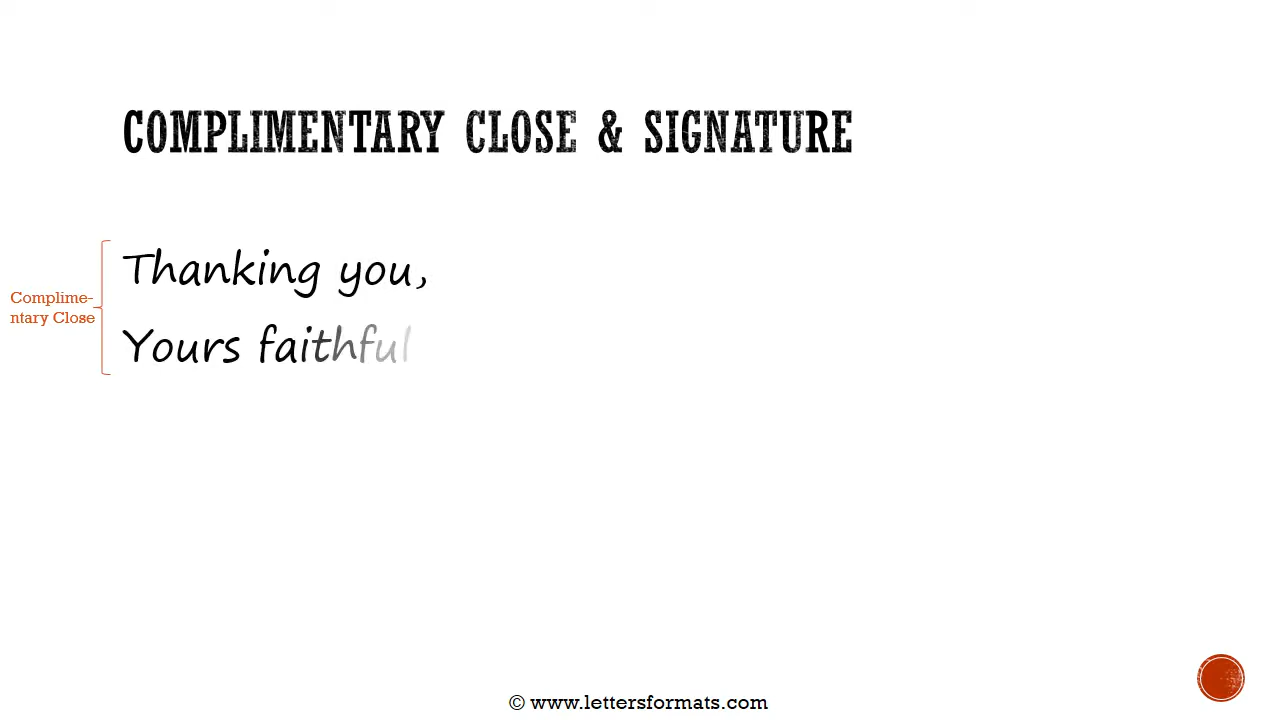 COMPLIMENTARY CLOSE & SIGNATURE
Thanking you,
Complime-
ntary Close
Yours faithful
© www.lettersformats.com